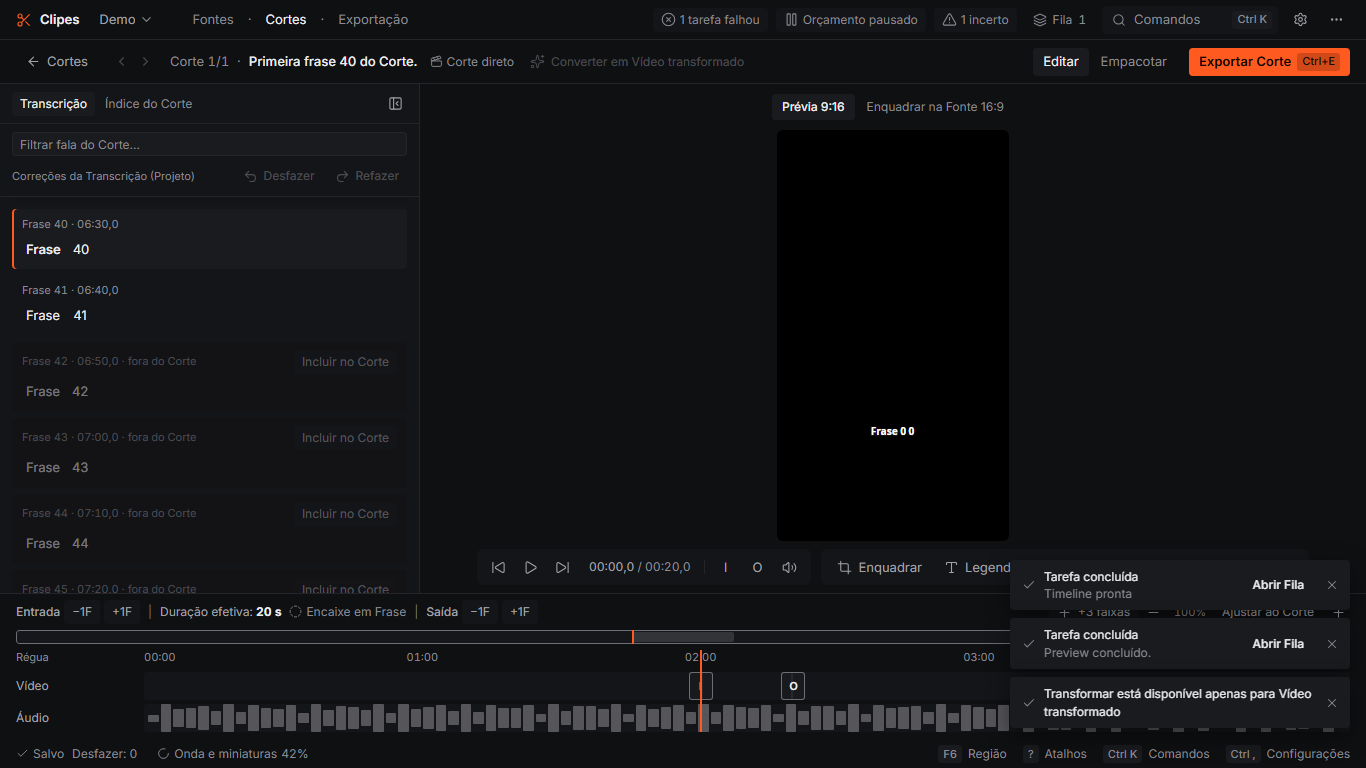 Clipes Demo Fontes · Cortes · Exportação 1 tarefa falhou Orçamento pausado 1 incerto Fila 1 Comandos Ctrl K
Cortes Corte 1/1 · Primeira frase 40 do Corte. Corte direto Converter em Vídeo transformado Editar Empacotar Exportar Corte Ctrl+E
Transcrição Índice do Corte
Prévia 9:16 Enquadrar na Fonte 16:9
Filtrar fala do Corte...
Correções da Transcrição (Projeto) Desfazer Refazer
Frase 40 · 06:30,0
Frase 40
Frase 41 · 06:40,0
Frase 41
Frase 42 · 06:50,0 · fora do Corte Incluir no Corte
Frase 42
Frase 43 · 07:00,0 · fora do Corte Incluir no Corte
Frase 43
Frase 44 · 07:10,0 · fora do Corte Incluir no Corte
Frase 44
Frase 45 · 07:20,0 · fora do Corte Incluir no Corte
Frase 0 0
00:00,0 / 00:20,0 I O Enquadrar Legend
Tarefa concluída
Timeline pronta
Abrir Fila
Entrada −1F +1F Duração efetiva: 20 s Encaixe em Frase Saída −1F +1F +3 faixas 100% Ajustar ao Corte
Tarefa concluída
Preview concluído.
Abrir Fila
Régua 00:00 01:00 02:00 03:00
Vídeo O
Transformar está disponível apenas para Vídeo
transformado
Áudio
Salvo Desfazer: 0 Onda e miniaturas 42% F6 Região ? Atalhos Ctrl K Comandos Ctrl , Configurações